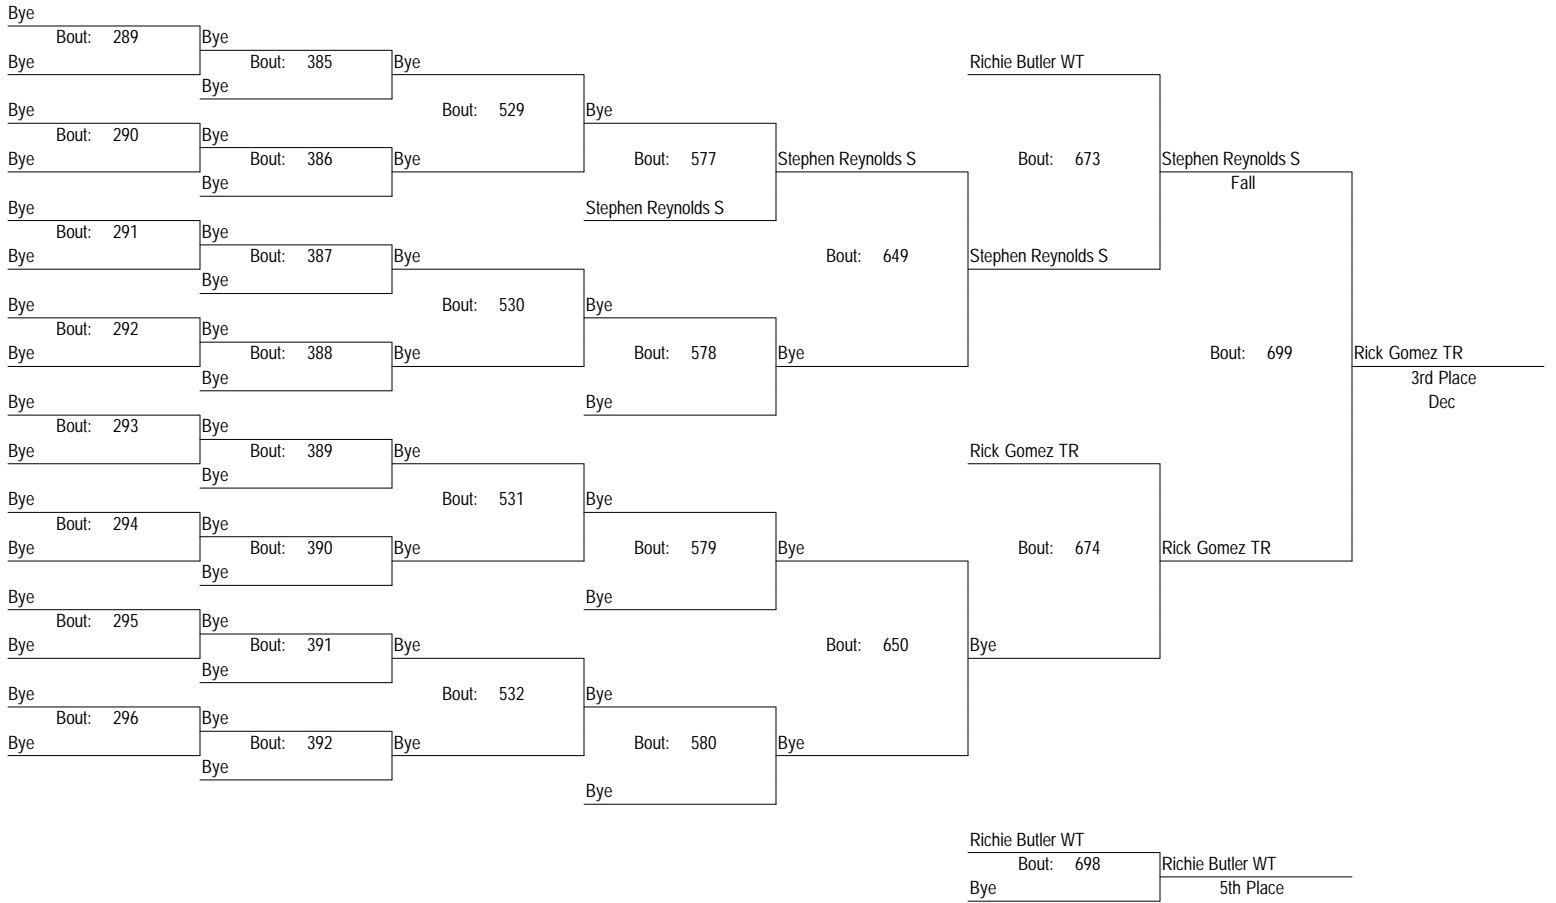 Bye
Bout: 289 Bye
Bye Bout: 385 Bye Richie Butler WT
Bye
Bye Bout: 529 Bye
Bout: 290 Bye
Bye Bout: 386 Bye Bout: 577 Stephen Reynolds S Bout: 673 Stephen Reynolds S
Bye Fall
Bye Stephen Reynolds S
Bout: 291 Bye
Bye Bout: 387 Bye Bout: 649 Stephen Reynolds S
Bye
Bye Bout: 530 Bye
Bout: 292 Bye
Bye Bout: 388 Bye Bout: 578 Bye Bout: 699 Rick Gomez TR
Bye 3rd Place
Bye Bye Dec
Bout: 293 Bye
Bye Bout: 389 Bye Rick Gomez TR
Bye
Bye Bout: 531 Bye
Bout: 294 Bye
Bye Bout: 390 Bye Bout: 579 Bye Bout: 674 Rick Gomez TR
Bye
Bye Bye
Bout: 295 Bye
Bye Bout: 391 Bye Bout: 650 Bye
Bye
Bye Bout: 532 Bye
Bout: 296 Bye
Bye Bout: 392 Bye Bout: 580 Bye
Bye
Bye
Richie Butler WT
Bout: 698 Richie Butler WT
Bye 5th Place